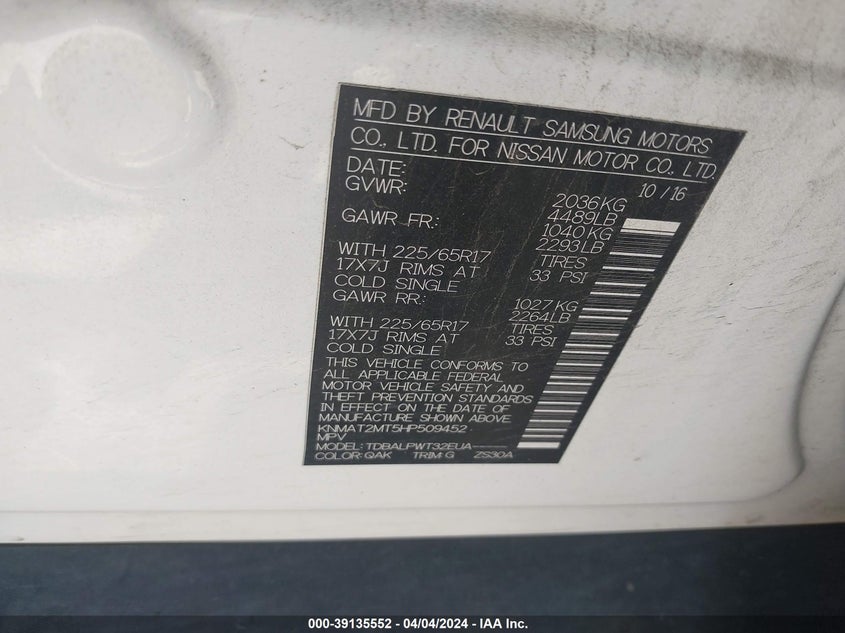 MFD BY RENAULT SAMSUNG MOTORS
CO., LTD. FOR NISSAN MOTOR CO., LTD.
DATE: 10 / 16
GVWR: 2036KG
4489LB
GAWR FR: 1040 KG
2293LB
WITH 225/65R17 TIRES
17X7J RIMS AT 33 PSI
COLD SINGLE
GAWR RR: 1027 KG
2264LB
WITH 225/65R17 TIRES
17X7J RIMS AT 33 PSI
COLD SINGLE
THIS VEHICLE CONFORMS TO
ALL APPLICABLE FEDERAL
MOTOR VEHICLE SAFETY AND
THEFT PREVENTION STANDARDS
IN EFFECT ON THE DATE OF
MANUFACTURE SHOWN ABOVE
KNMAT2MT5HP509452
MPV
MODEL: TDBALPWT32EUA-----
COLOR: QAK TRIM: G ZS30A
000-39135552 - 04/04/2024 - IAA Inc.